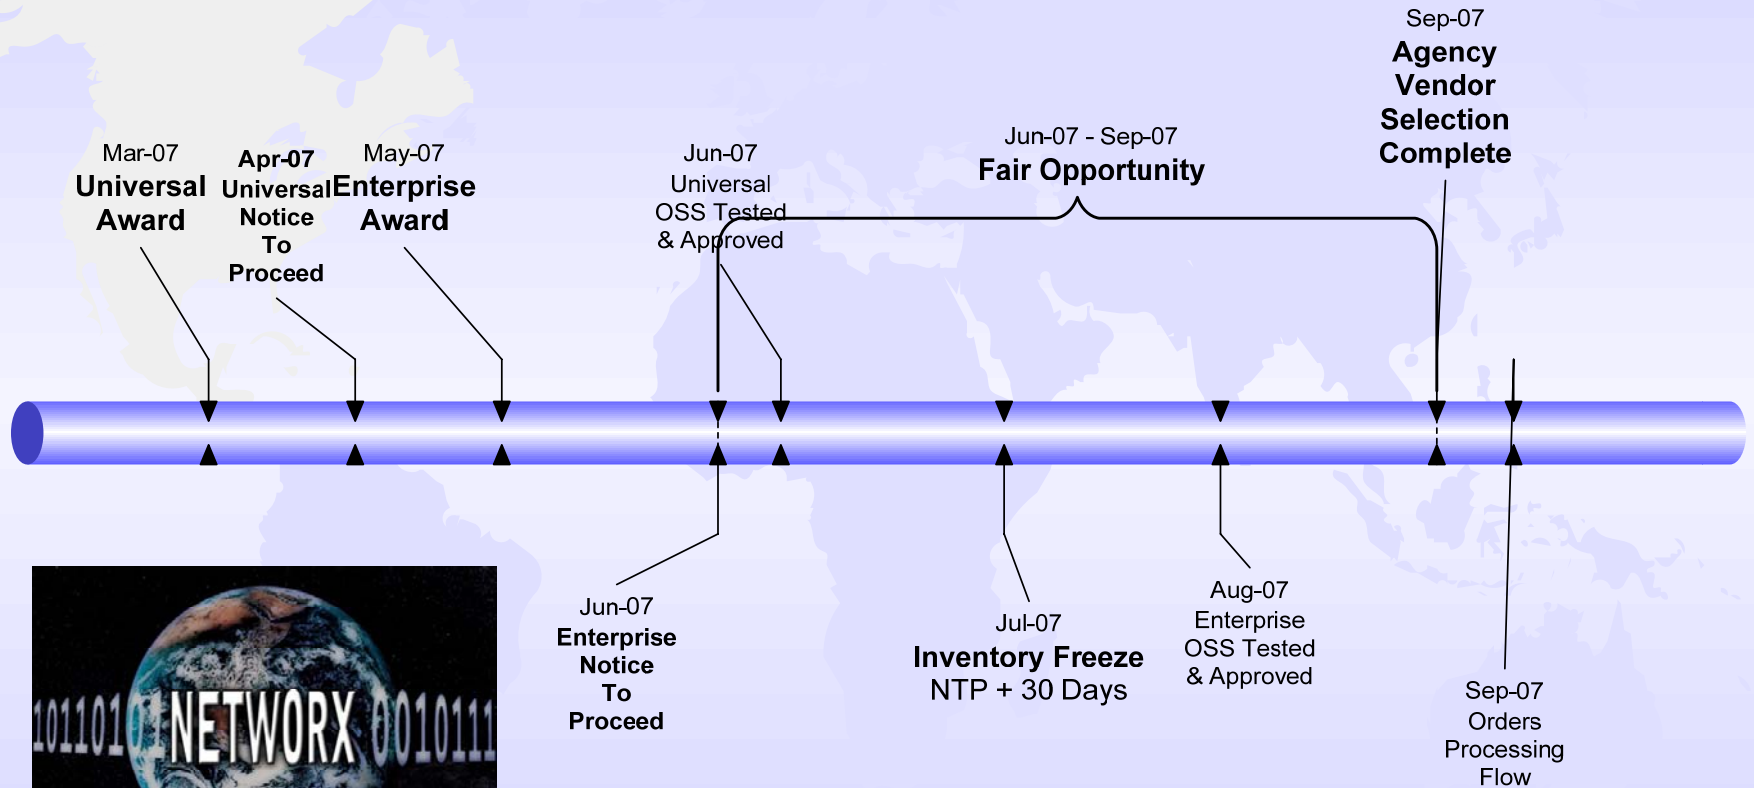 Mar-07
Universal
Award
Apr-07
Universal
Notice
To
Proceed
May-07
Enterprise
Award
Jun-07
Universal
OSS Tested
& Approved
Jun-07 - Sep-07
Fair Opportunity
Sep-07
Agency
Vendor
Selection
Complete
Jun-07
Enterprise
Notice
To
Proceed
Jul-07
Inventory Freeze
NTP + 30 Days
Aug-07
Enterprise
OSS Tested
& Approved
Sep-07
Orders
Processing
Flow
10110101 NETWORX 0010111